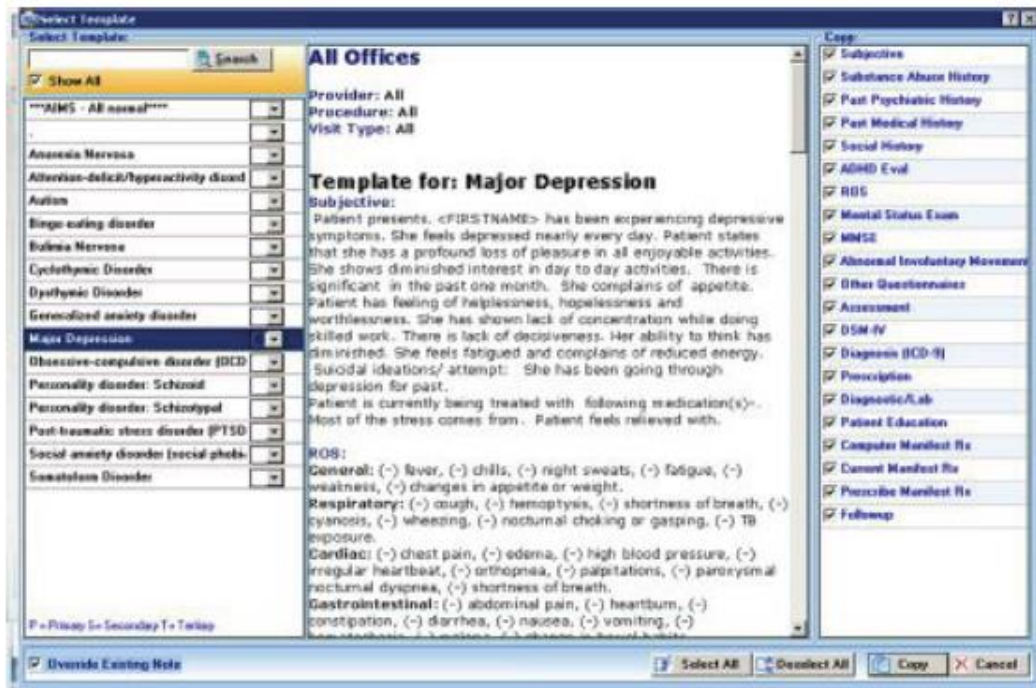 Select Template
Select Template:
Search
Show All
***AIMS - All normal****
.
Anorexia Nervosa
Attention-deficit/hyperactivity disord
Autism
Binge-eating disorder
Bulimia Nervosa
Cyclothymic Disorder
Dysthymic Disorder
Generalized anxiety disorder
Major Depression
Obsessive-compulsive disorder (OCD
Personality disorder: Schizoid
Personality disorder: Schizotypal
Post-traumatic stress disorder (PTSD
Social anxiety disorder (social phobi-
Somatoform Disorder
P = Primary S= Secondary T= Tertiary
All Offices
Provider: All
Procedure: All
Visit Type: All
Template for: Major Depression
Subjective:
Patient presents. <FIRSTNAME> has been experiencing depressive
symptoms. She feels depressed nearly every day. Patient states
that she has a profound loss of pleasure in all enjoyable activities.
She shows diminished interest in day to day activities. There is
significant in the past one month. She complains of appetite.
Patient has feeling of helplessness, hopelessness and
worthlessness. She has shown lack of concentration while doing
skilled work. There is lack of decisiveness. Her ability to think has
diminished. She feels fatigued and complains of reduced energy.
Suicidal ideations/ attempt: She has been going through
depression for past.
Patient is currently being treated with following medication(s)-.
Most of the stress comes from. Patient feels relieved with.
ROS:
General: (-) fever, (-) chills, (-) night sweats, (-) fatigue, (-)
weakness, (-) changes in appetite or weight.
Respiratory: (-) cough, (-) hemoptysis, (-) shortness of breath, (-)
cyanosis, (-) wheezing, (-) nocturnal choking or gasping, (-) TB
exposure.
Cardiac: (-) chest pain, (-) edema, (-) high blood pressure, (-)
irregular heartbeat, (-) orthopnea, (-) palpitations, (-) paroxysmal
nocturnal dyspnea, (-) shortness of breath.
Gastrointestinal: (-) abdominal pain, (-) heartburn, (-)
constipation, (-) diarrhea, (-) nausea, (-) vomiting, (-)
Copy:
Subjective
Substance Abuse History
Past Psychiatric History
Past Medical History
Social History
ADHD Eval
ROS
Mental Status Exam
MMSE
Abnormal Involuntary Movemen
Other Questionnaires
Assessment
DSM-IV
Diagnosis (ICD-9)
Prescription
Diagnostic/Lab
Patient Education
Computer Manifest Rx
Current Manifest Rx
Prescribe Manifest Rx
Followup
Override Existing Note
Select All
Deselect All
Copy
Cancel